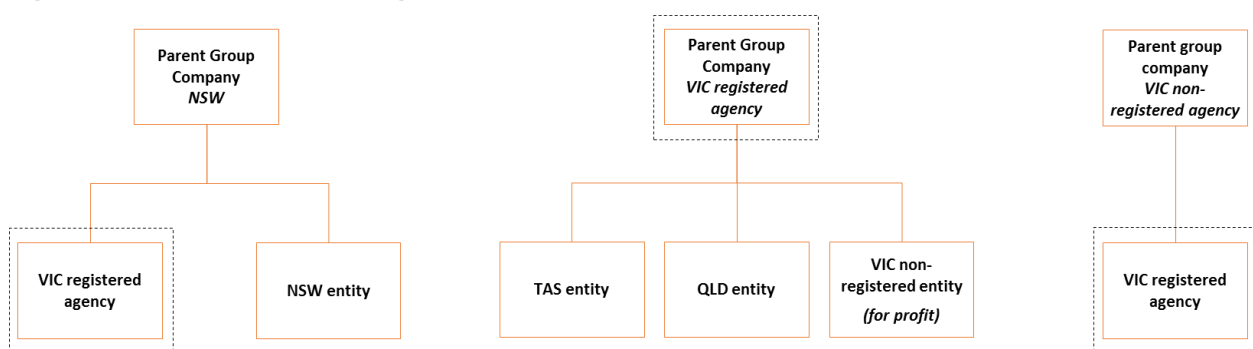 Parent Group
Company
NSW
VIC registered
agency
NSW entity
Parent Group
Company
VIC registered
agency
TAS entity
QLD entity
VIC non-
registered entity
(for profit)
Parent group
company
VIC non-
registered agency
VIC registered
agency